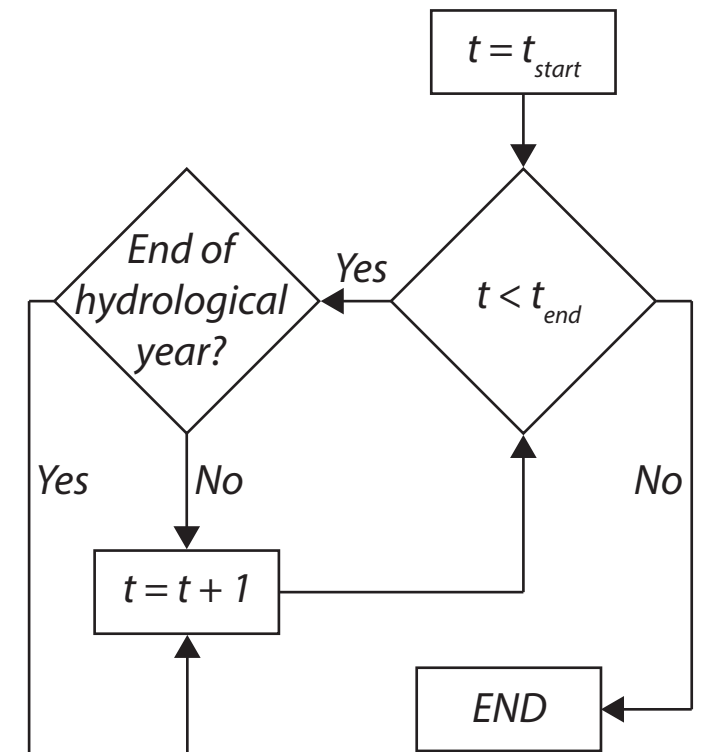 t = t_start
End of
hydrological
year?
Yes
t < t_end
Yes
No
No
t = t + 1
END